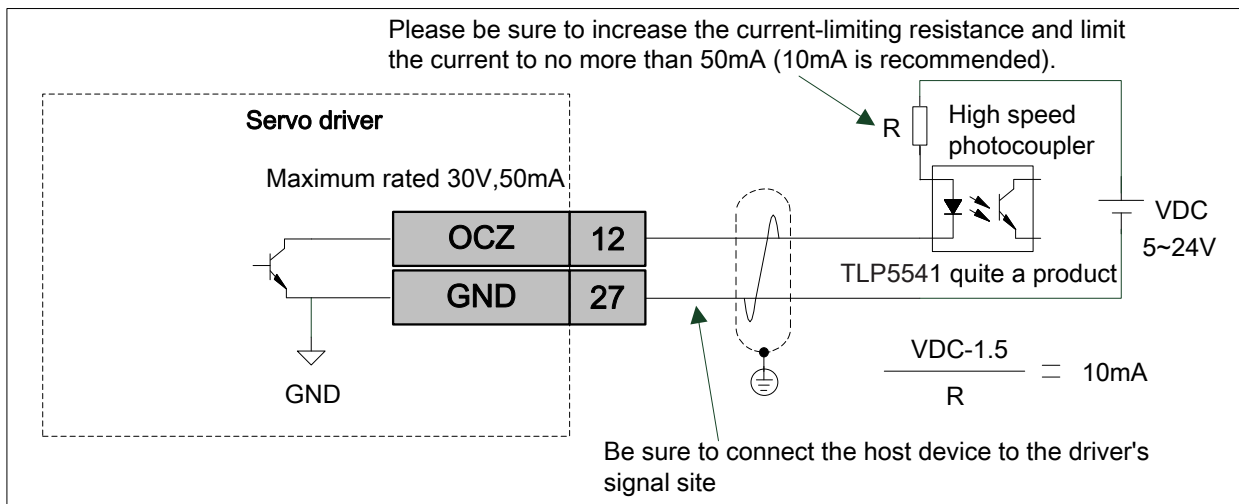 Please be sure to increase the current-limiting resistance and limit
the current to no more than 50mA (10mA is recommended).
Servo driver
R
High speed
photocoupler
Maximum rated 30V,50mA
OCZ
12
VDC
5~24V
TLP5541 quite a product
GND
27
VDC-1.5
R
=
10mA
GND
Be sure to connect the host device to the driver's
signal site